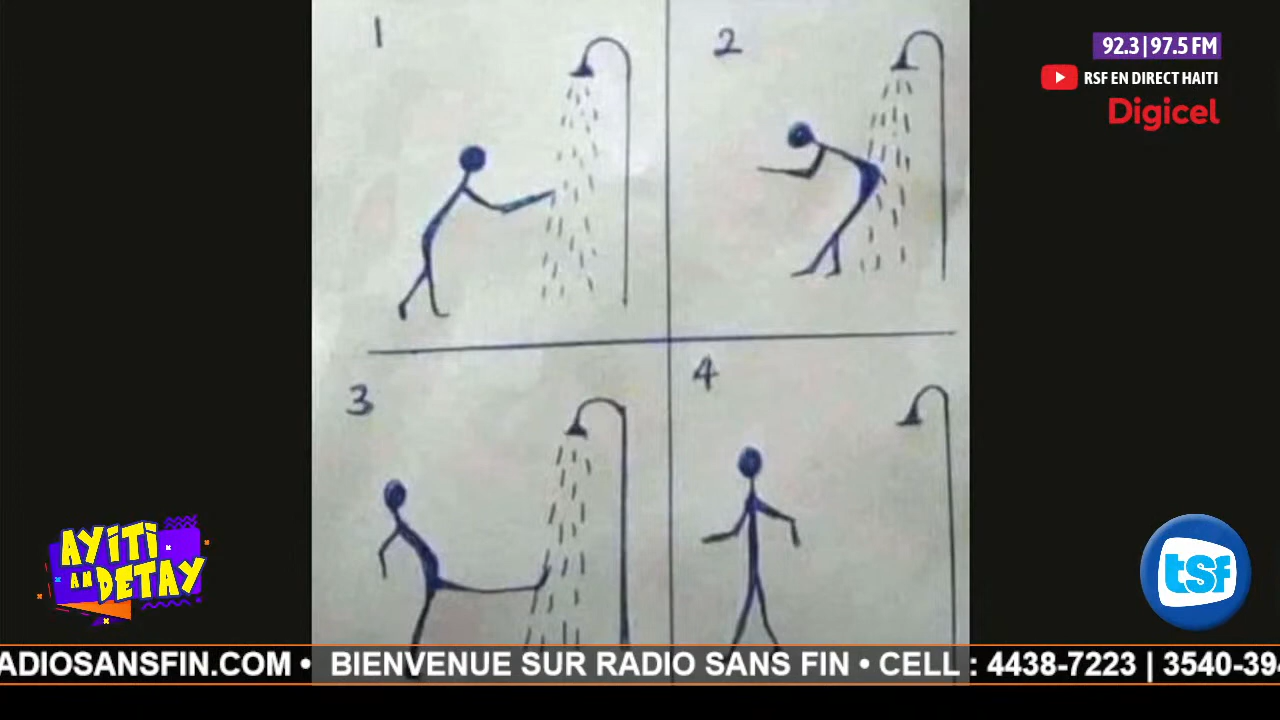 1
2
3
4
92.3|97.5 FM
RSF EN DIRECT HAITI
Digicel
AYiTi
AN
DETAY
tsf
ADIOSANSFIN.COM • BIENVENUE SUR RADIO SANS FIN • CELL : 4438-7223 | 3540-394